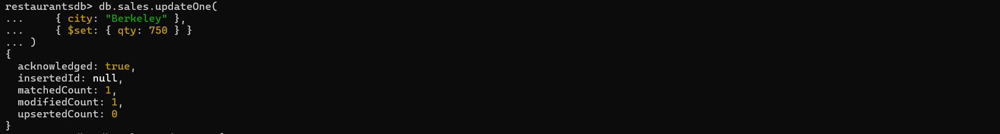 restaurantsdb> db.sales.updateOne(
...     { city: "Berkeley" },
...     { $set: { qty: 750 } }
... )
{
  acknowledged: true,
  insertedId: null,
  matchedCount: 1,
  modifiedCount: 1,
  upsertedCount: 0
}